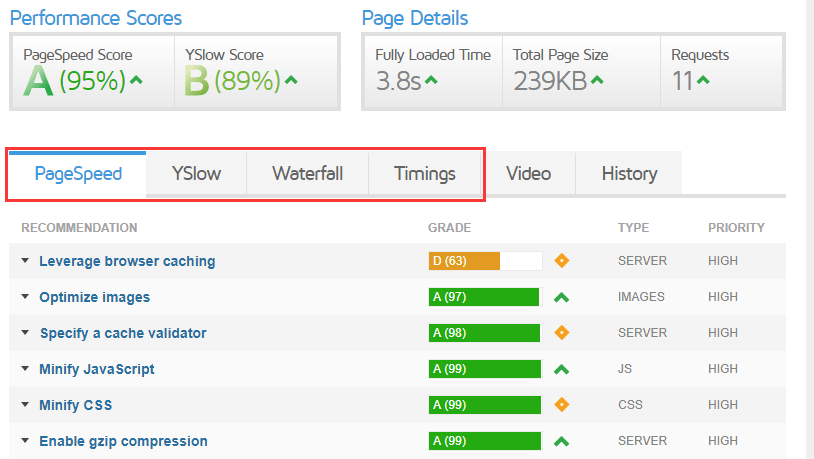 Performance Scores Page Details
PageSpeed Score YSlow Score Fully Loaded Time Total Page Size Requests
A (95%) B (89%) 3.8s 239KB 11
PageSpeed YSlow Waterfall Timings Video History
RECOMMENDATION GRADE TYPE PRIORITY
Leverage browser caching D (63) SERVER HIGH
Optimize images A (97) IMAGES HIGH
Specify a cache validator A (98) SERVER HIGH
Minify JavaScript A (99) JS HIGH
Minify CSS A (99) CSS HIGH
Enable gzip compression A (99) SERVER HIGH